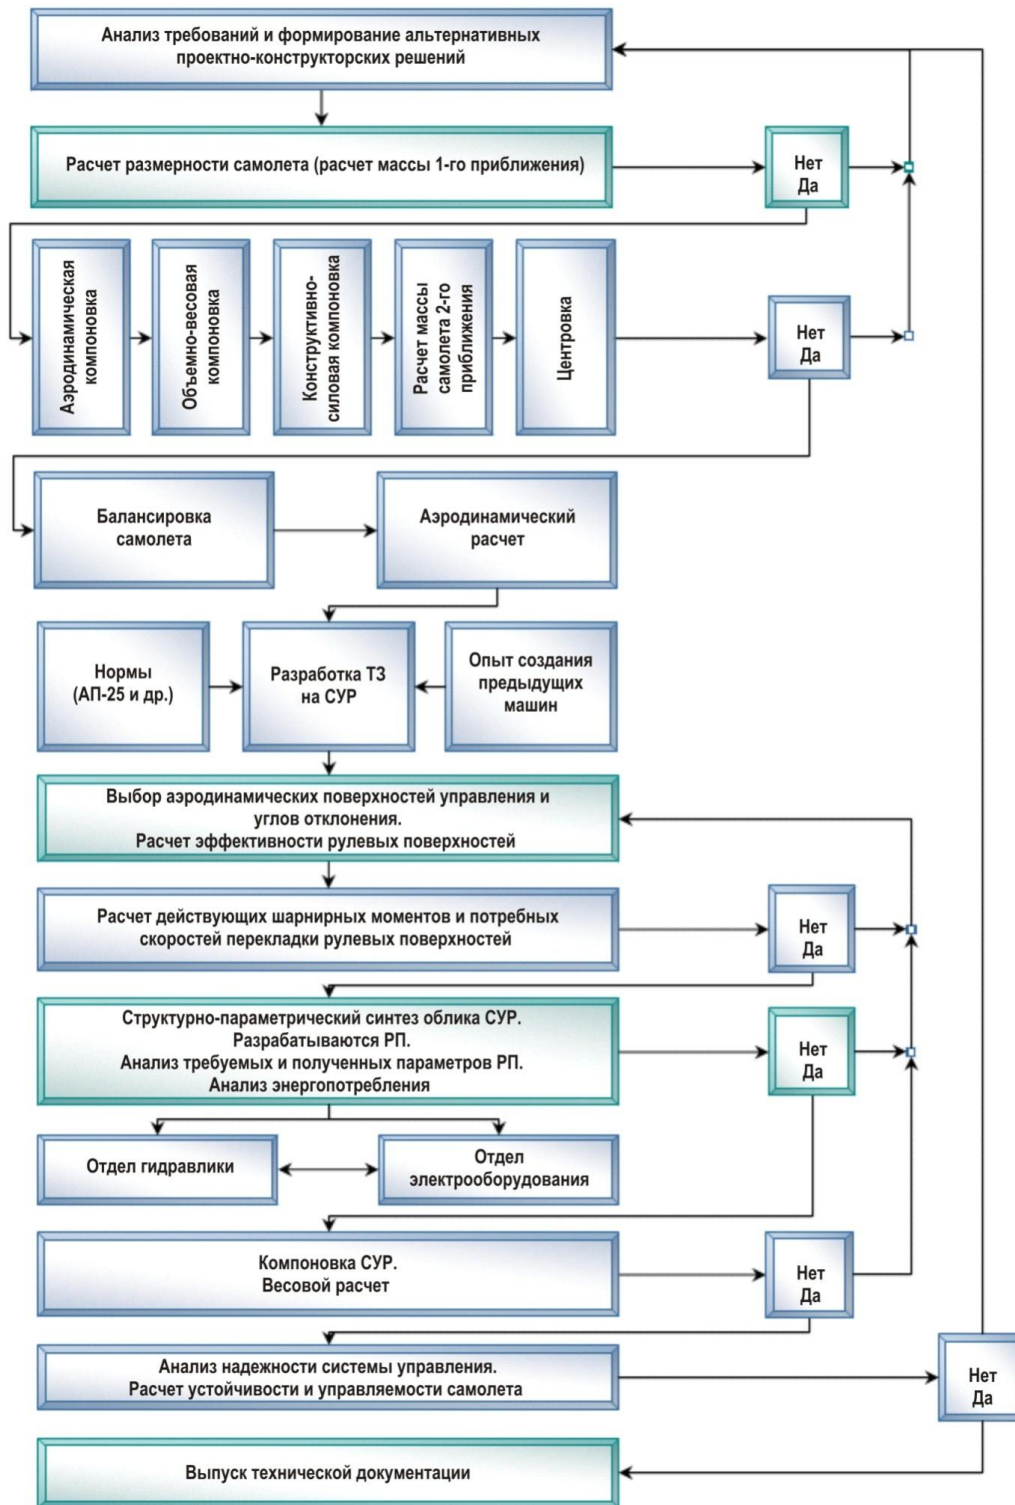 Анализ требований и формирование альтернативных
проектно-конструкторских решений
Расчет размерности самолета (расчет массы 1-го приближения)
Нет
Да
Аэродинамическая
компоновка
Объемно-весовая
компоновка
Конструктивно-
силовая компоновка
Расчет массы
самолета 2-го
приближения
Центровка
Нет
Да
Балансировка
самолета
Аэродинамический
расчет
Нормы
(АП-25 и др.)
Разработка ТЗ
на СУР
Опыт создания
предыдущих
машин
Выбор аэродинамических поверхностей управления и
углов отклонения.
Расчет эффективности рулевых поверхностей
Расчет действующих шарнирных моментов и потребных
скоростей перекладки рулевых поверхностей
Нет
Да
Структурно-параметрический синтез облика СУР.
Разрабатываются РП.
Анализ требуемых и полученных параметров РП.
Анализ энергопотребления
Нет
Да
Отдел гидравлики
Отдел
электрооборудования
Компоновка СУР.
Весовой расчет
Нет
Да
Анализ надежности системы управления.
Расчет устойчивости и управляемости самолета
Нет
Да
Выпуск технической документации